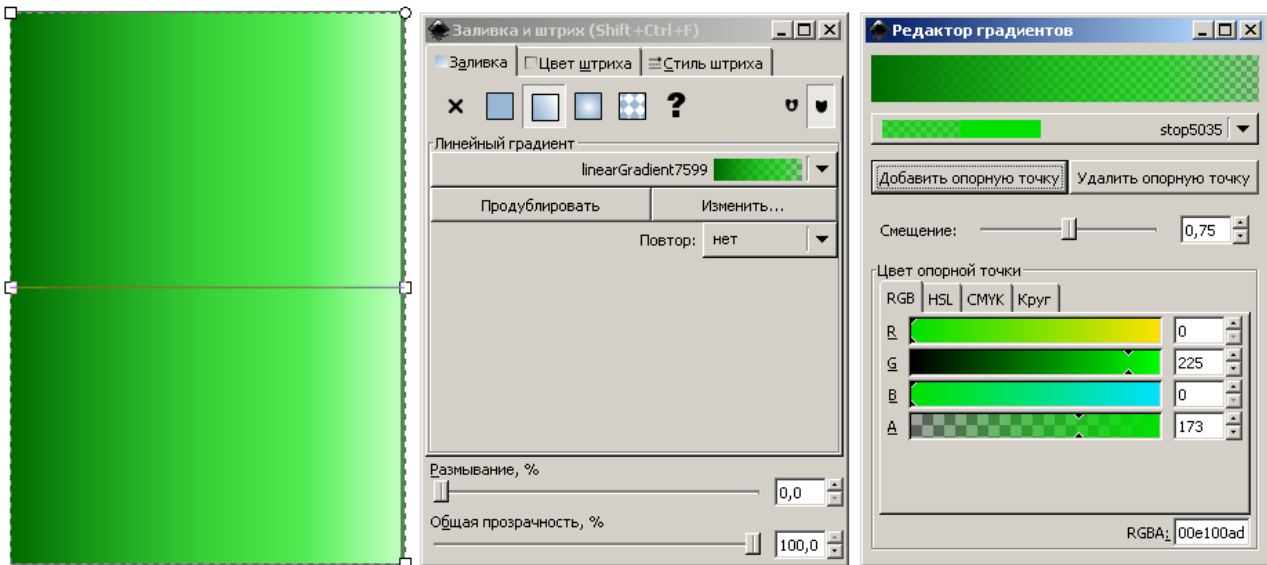 Заливка и штрих (Shift+Ctrl+F)
Заливка Цвет штриха Стиль штриха
Линейный градиент
linearGradient7599
Продублировать Изменить...
Повтор: нет
Размывание, %
0,0
Общая прозрачность, %
100,0
Редактор градиентов
stop5035
Добавить опорную точку Удалить опорную точку
Смещение: 0,75
Цвет опорной точки
RGB HSL CMYK Круг
R 0
G 225
B 0
A 173
RGBA: 00e100ad